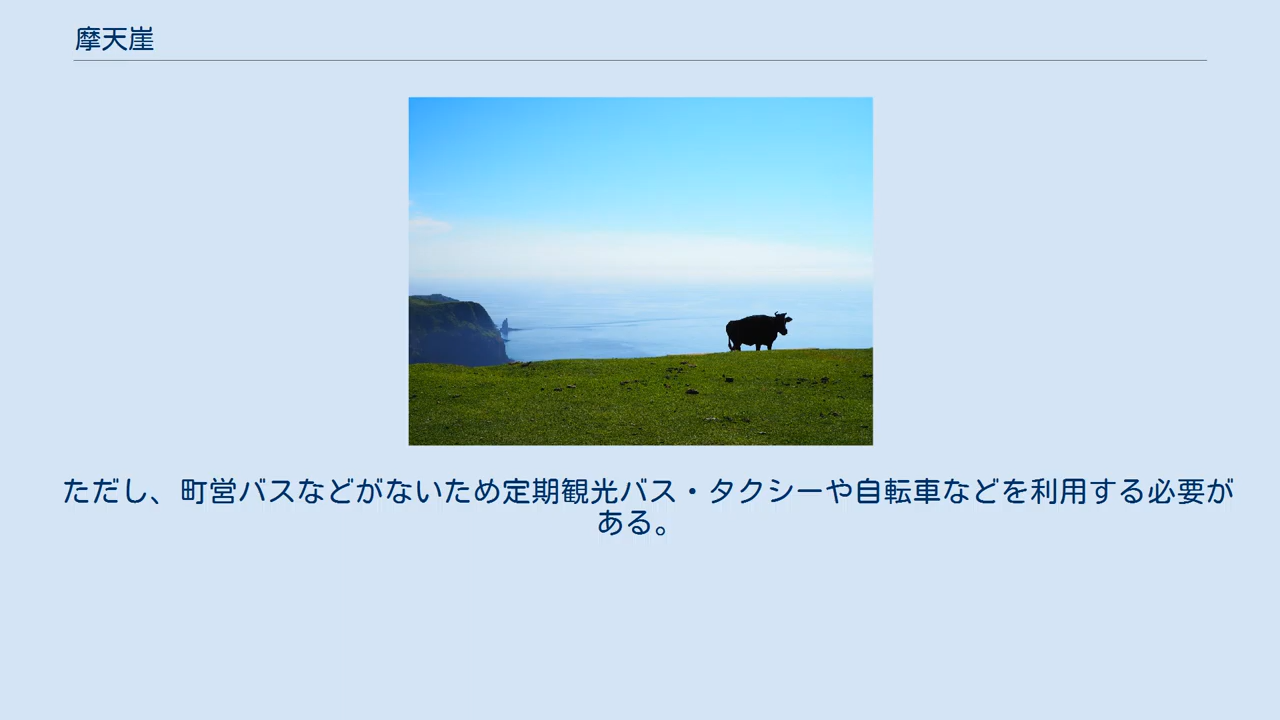 摩天崖
ただし、町営バスなどがないため定期観光バス・タクシーや自転車などを利用する必要が
ある。